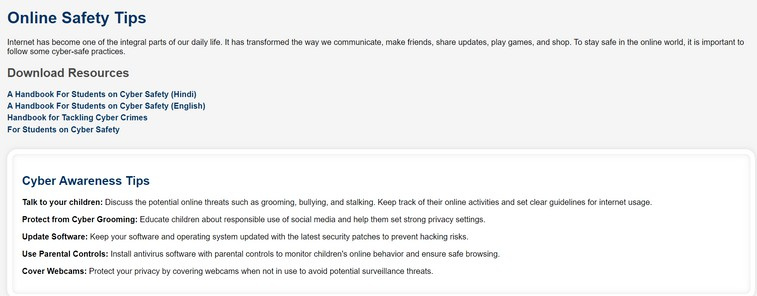 Online Safety Tips
Internet has become one of the integral parts of our daily life. It has transformed the way we communicate, make friends, share updates, play games, and shop. To stay safe in the online world, it is important to
follow some cyber-safe practices.
Download Resources
A Handbook For Students on Cyber Safety (Hindi)
A Handbook For Students on Cyber Safety (English)
Handbook for Tackling Cyber Crimes
For Students on Cyber Safety
Cyber Awareness Tips
Talk to your children: Discuss the potential online threats such as grooming, bullying, and stalking. Keep track of their online activities and set clear guidelines for internet usage.
Protect from Cyber Grooming: Educate children about responsible use of social media and help them set strong privacy settings.
Update Software: Keep your software and operating system updated with the latest security patches to prevent hacking risks.
Use Parental Controls: Install antivirus software with parental controls to monitor children's online behavior and ensure safe browsing.
Cover Webcams: Protect your privacy by covering webcams when not in use to avoid potential surveillance threats.